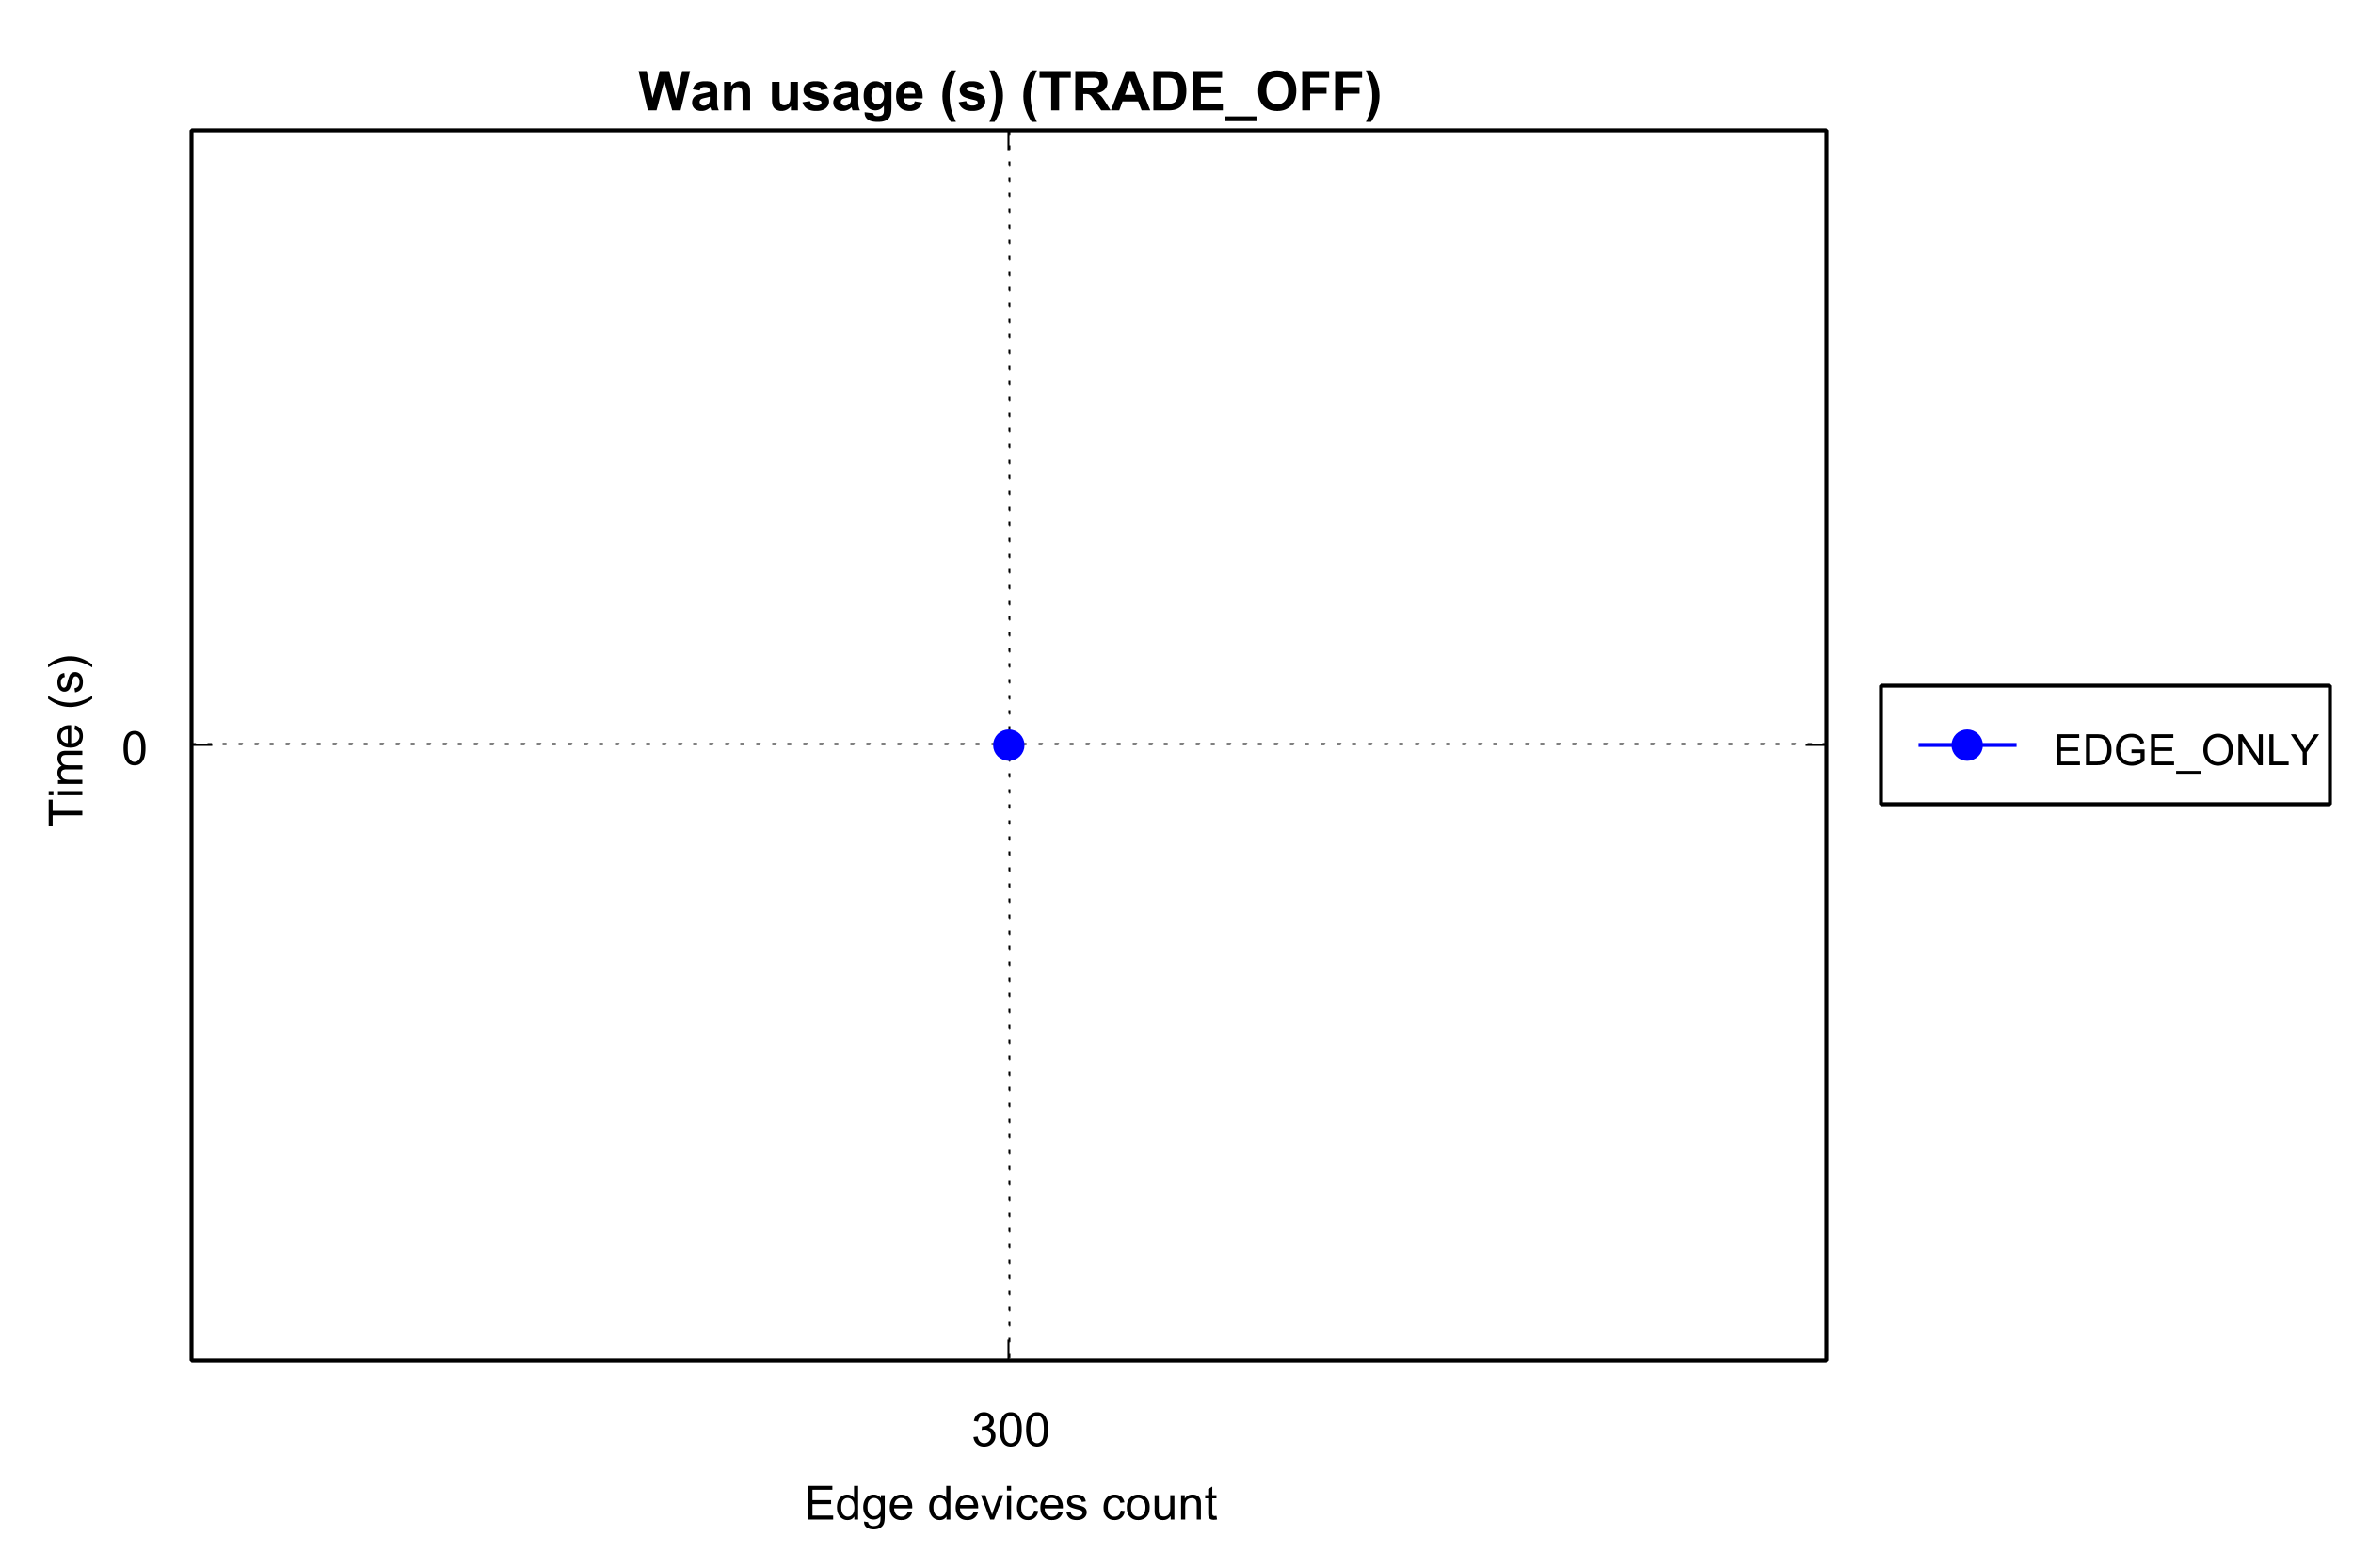 Wan usage (s) (TRADE_OFF)
Time (s)
0
EDGE_ONLY
300
Edge devices count